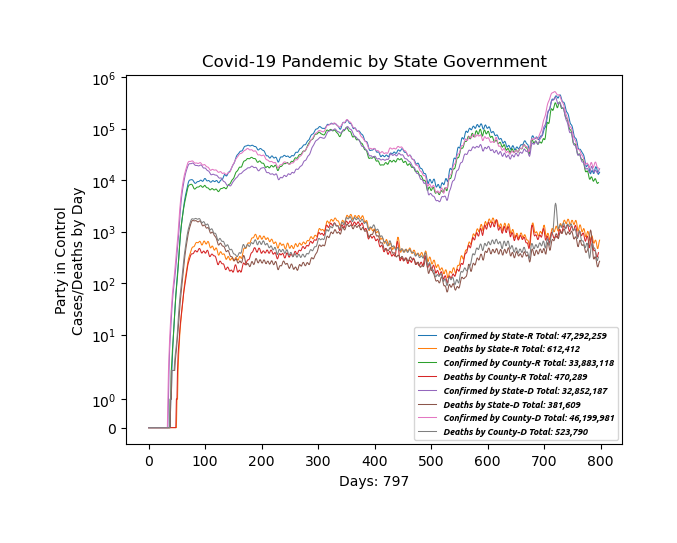 Covid-19 Pandemic by State Government
Party in Control
Cases/Deaths by Day
10^6
10^5
10^4
10^3
10^2
10^1
10^0
0
Confirmed by State-R Total: 47,292,259
Deaths by State-R Total: 612,412
Confirmed by County-R Total: 33,883,118
Deaths by County-R Total: 470,289
Confirmed by State-D Total: 32,852,187
Deaths by State-D Total: 381,609
Confirmed by County-D Total: 46,199,981
Deaths by County-D Total: 523,790
0 100 200 300 400 500 600 700 800
Days: 797